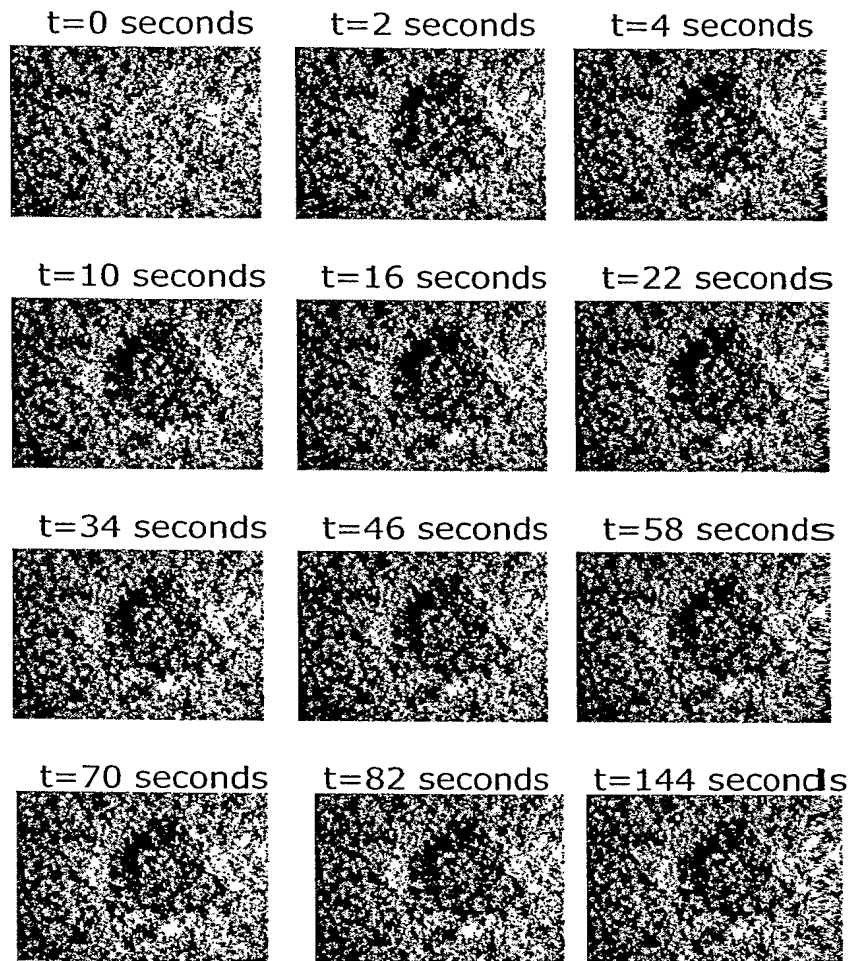 t=0 seconds t=2 seconds t=4 seconds
t=10 seconds t=16 seconds t=22 seconds
t=34 seconds t=46 seconds t=58 seconds
t=70 seconds t=82 seconds t=144 seconds